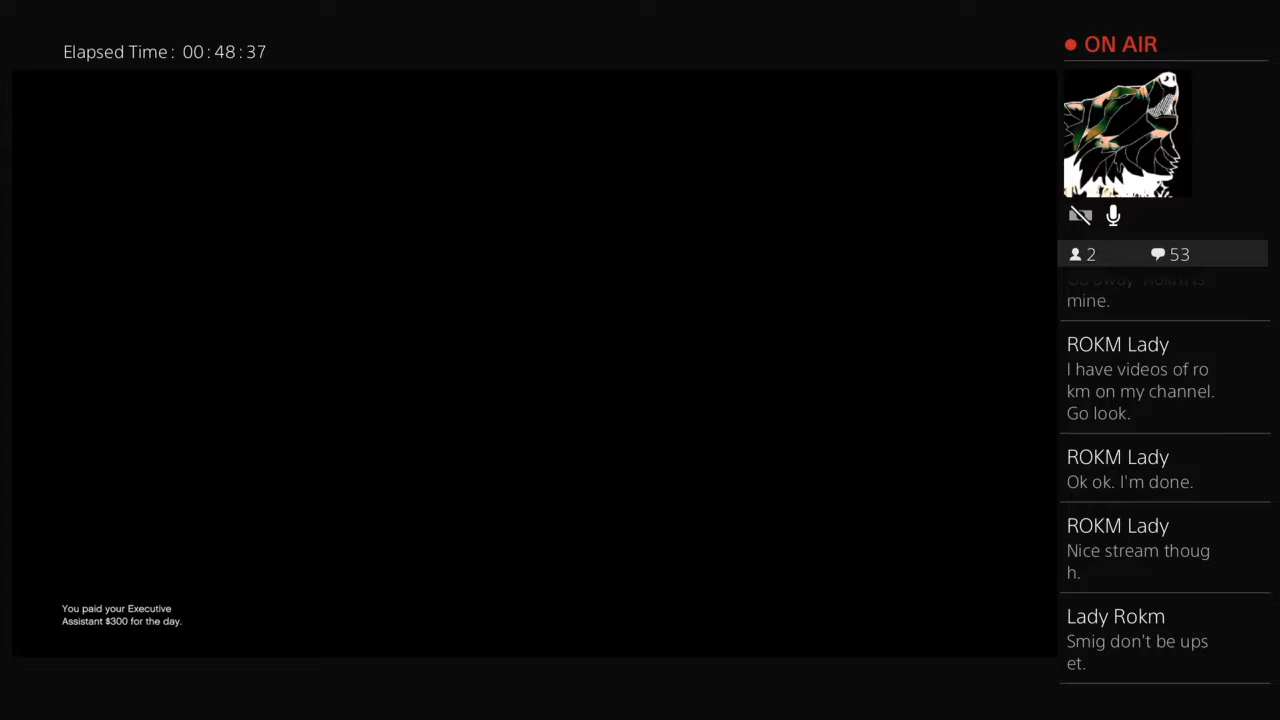 Elapsed Time: 00:48:37
ON AIR
2
53
mine.
ROKM Lady
I have videos of ro
km on my channel.
Go look.
ROKM Lady
Ok ok. I'm done.
ROKM Lady
Nice stream thoug
h.
Lady Rokm
Smig don't be ups
et.
You paid your Executive
Assistant $300 for the day.